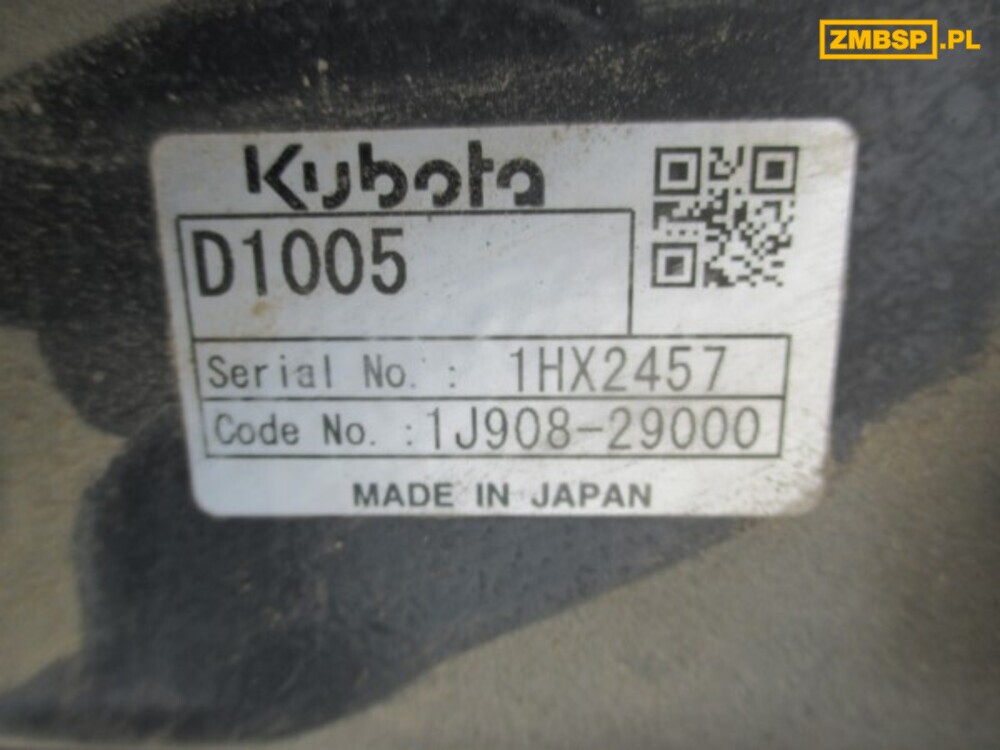 ZMBSP.PL
Kubota
D1005
Serial No. : 1HX2457
Code No. : 1J908-29000
MADE IN JAPAN